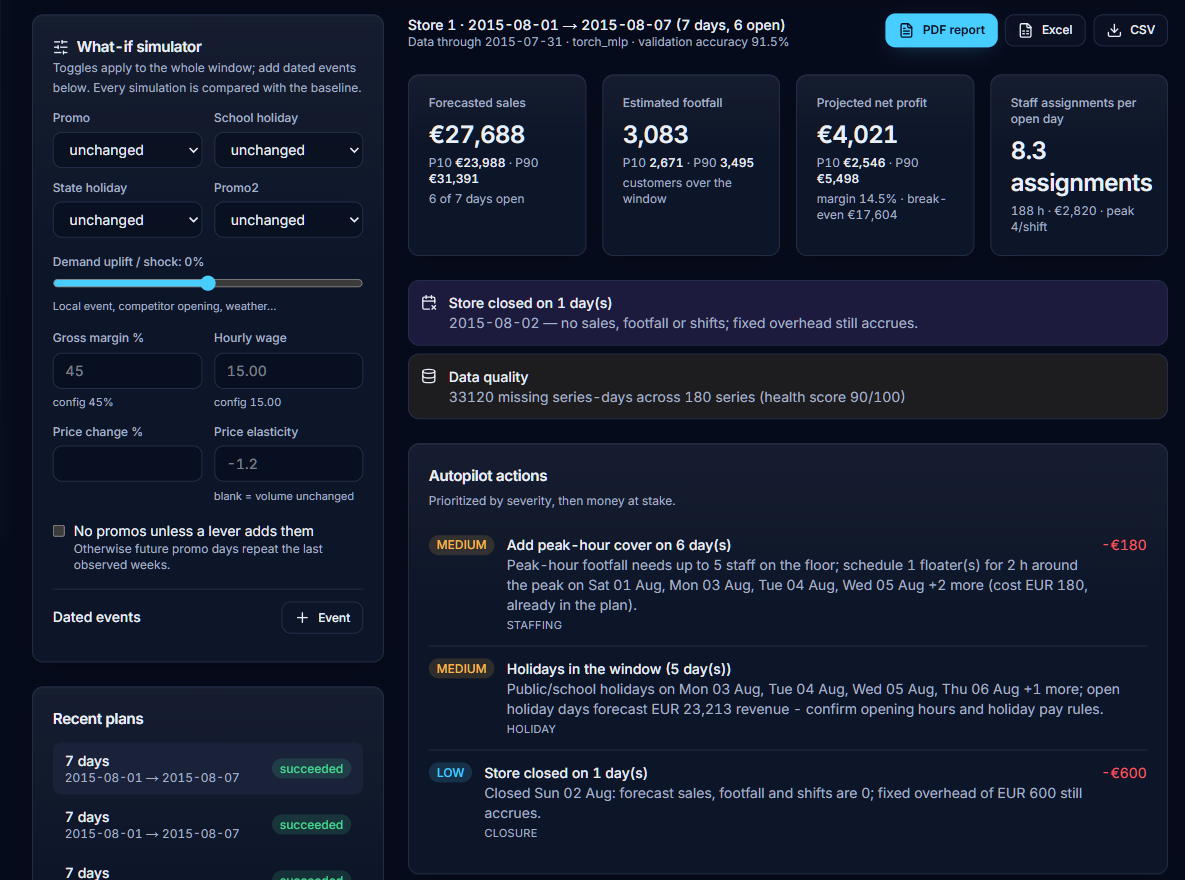 What-if simulator
Toggles apply to the whole window; add dated events
below. Every simulation is compared with the baseline.
Promo
School holiday
unchanged
unchanged
State holiday
Promo2
unchanged
unchanged
Demand uplift / shock: 0%
Local event, competitor opening, weather...
Gross margin %
Hourly wage
45
15.00
config 45%
config 15.00
Price change %
Price elasticity
-1.2
blank = volume unchanged
No promos unless a lever adds them
Otherwise future promo days repeat the last
observed weeks.
Dated events
+ Event
Recent plans
7 days
2015-08-01 → 2015-08-07
succeeded
7 days
2015-08-01 → 2015-08-07
succeeded
7 days
succeeded
Store 1 · 2015-08-01 → 2015-08-07 (7 days, 6 open)
Data through 2015-07-31 · torch_mlp · validation accuracy 91.5%
PDF report
Excel
CSV
Forecasted sales
€27,688
P10 €23,988 · P90
€31,391
6 of 7 days open
Estimated footfall
3,083
P10 2,671 · P90 3,495
customers over the
window
Projected net profit
€4,021
P10 €2,546 · P90
€5,498
margin 14.5% · break-
even €17,604
Staff assignments per
open day
8.3
assignments
188 h · €2,820 · peak
4/shift
Store closed on 1 day(s)
2015-08-02 — no sales, footfall or shifts; fixed overhead still accrues.
Data quality
33120 missing series-days across 180 series (health score 90/100)
Autopilot actions
Prioritized by severity, then money at stake.
MEDIUM
Add peak-hour cover on 6 day(s)
-€180
Peak-hour footfall needs up to 5 staff on the floor; schedule 1 floater(s) for 2 h around
the peak on Sat 01 Aug, Mon 03 Aug, Tue 04 Aug, Wed 05 Aug +2 more (cost EUR 180,
already in the plan).
STAFFING
MEDIUM
Holidays in the window (5 day(s))
Public/school holidays on Mon 03 Aug, Tue 04 Aug, Wed 05 Aug, Thu 06 Aug +1 more; open
holiday days forecast EUR 23,213 revenue - confirm opening hours and holiday pay rules.
HOLIDAY
LOW
Store closed on 1 day(s)
-€600
Closed Sun 02 Aug: forecast sales, footfall and shifts are 0; fixed overhead of EUR 600 still
accrues.
CLOSURE